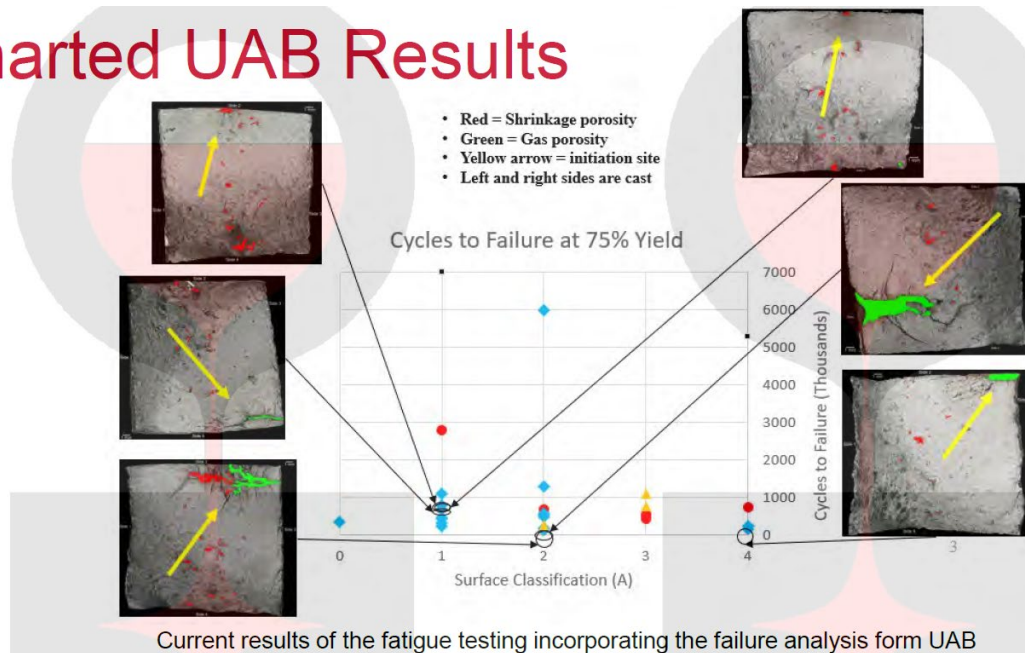 harted UAB Results
• Red = Shrinkage porosity
• Green = Gas porosity
• Yellow arrow = initiation site
• Left and right sides are cast
Cycles to Failure at 75% Yield
7000
6000
5000
4000
3000
2000
1000
0
Cycles to Failure (Thousands)
0 1 2 3 4 3
Surface Classification (A)
Current results of the fatigue testing incorporating the failure analysis form UAB